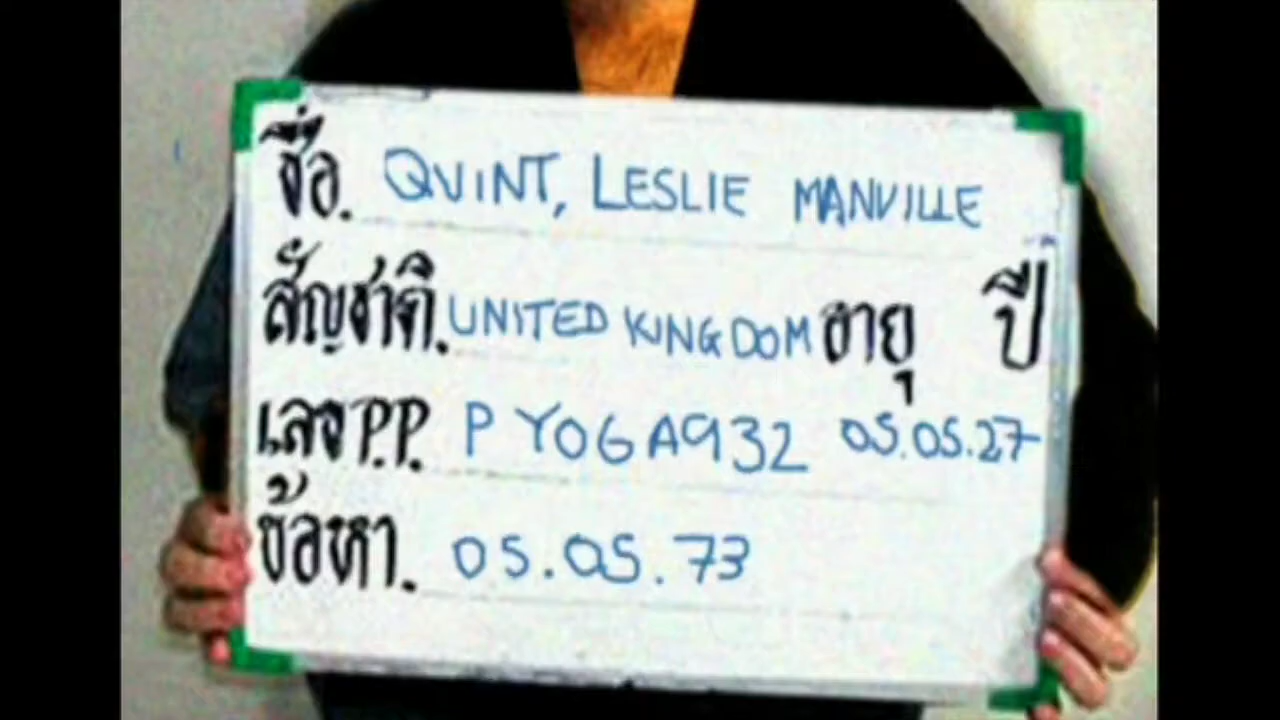 ชื่อ. QUINT, LESLIE MANVILLE
สัญชาติ. UNITED KINGDOM อายุ ปี
เลข P.P. P YOGA932 05.05.27
ข้อหา. 05.05.73